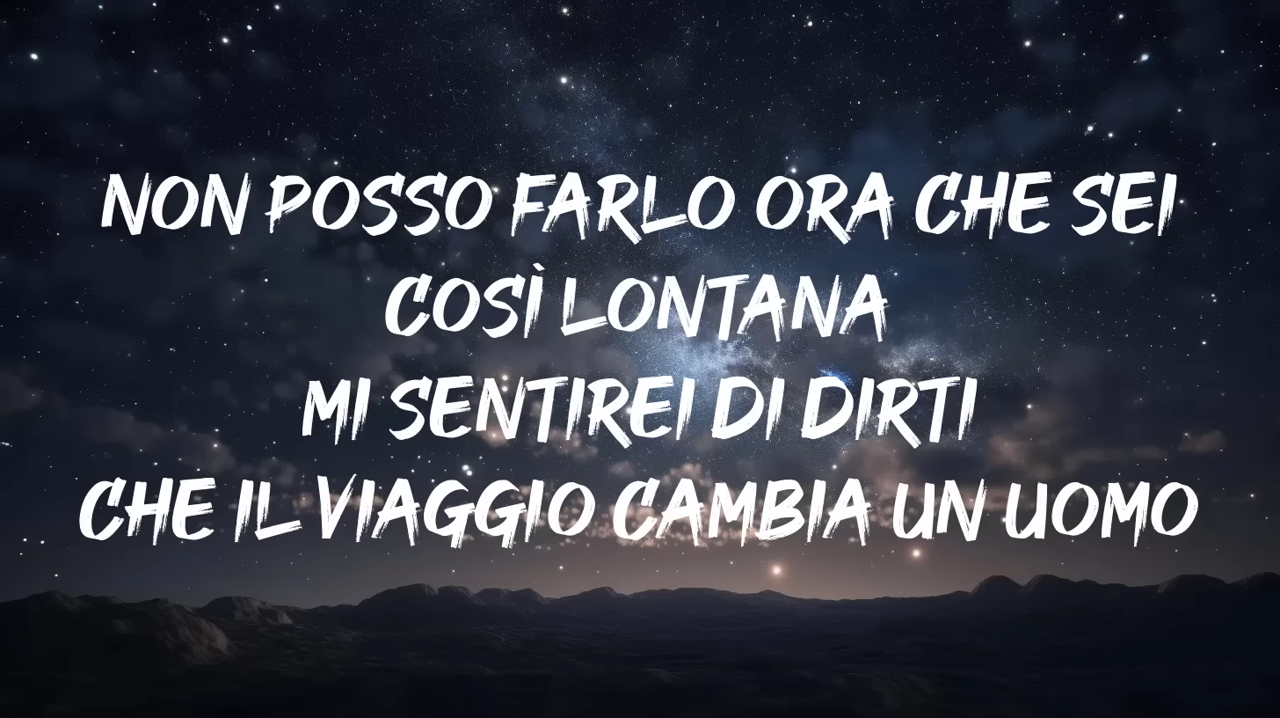 NON POSSO FARLO ORA CHE SEI
COSÌ LONTANA
MI SENTIREI DI DIRTI
CHE IL VIAGGIO CAMBIA UN UOMO